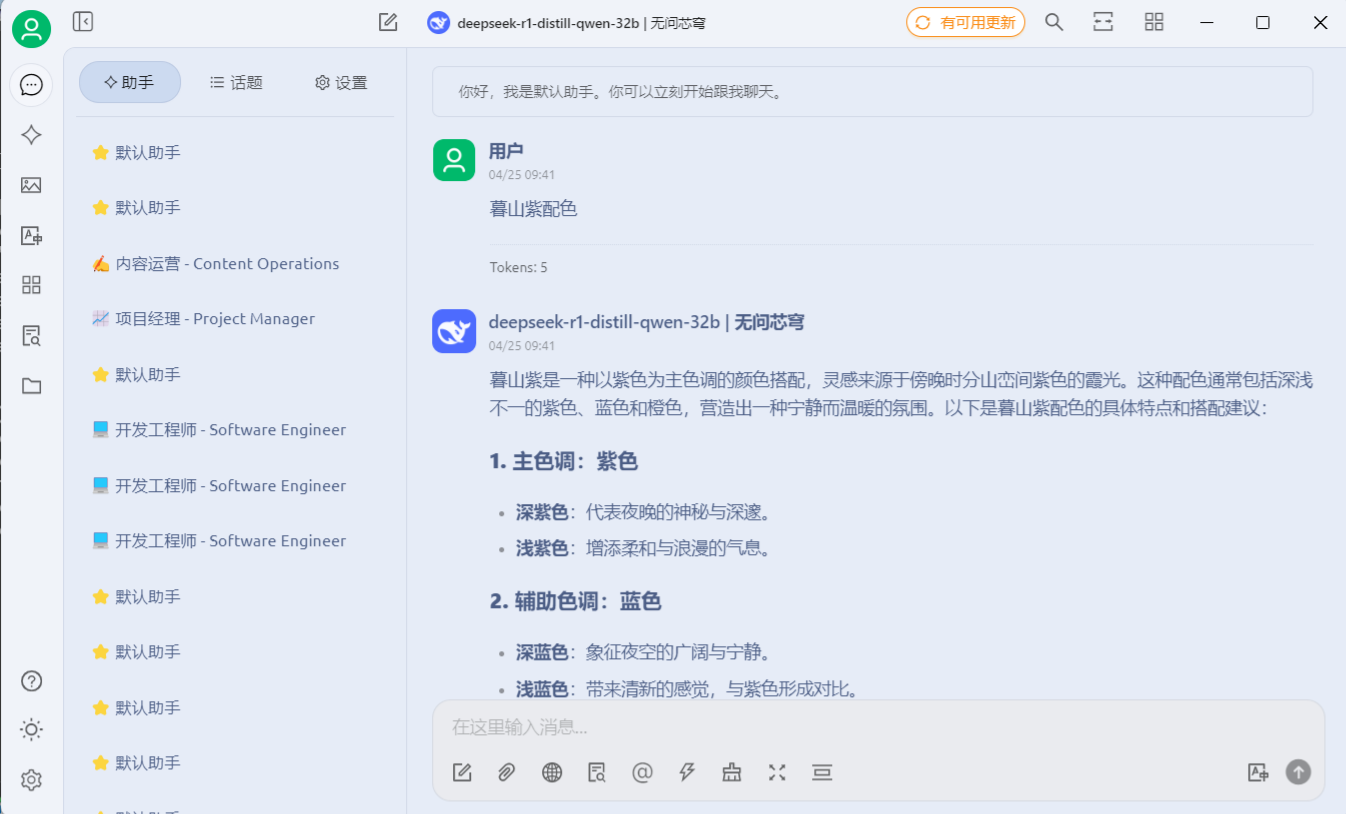 deepseek-r1-distill-qwen-32b | 无问芯穹
有可用更新
助手
话题
设置
默认助手
默认助手
内容运营 - Content Operations
项目经理 - Project Manager
默认助手
开发工程师 - Software Engineer
开发工程师 - Software Engineer
开发工程师 - Software Engineer
默认助手
默认助手
默认助手
默认助手
你好，我是默认助手。你可以立刻开始跟我聊天。
用户
04/25 09:41
暮山紫配色
Tokens: 5
deepseek-r1-distill-qwen-32b | 无问芯穹
04/25 09:41
暮山紫是一种以紫色为主色调的颜色搭配，灵感来源于傍晚时分山峦间紫色的霞光。这种配色通常包括深浅
不一的紫色、蓝色和橙色，营造出一种宁静而温暖的氛围。以下是暮山紫配色的具体特点和搭配建议：
1. 主色调：紫色
• 深紫色：代表夜晚的神秘与深邃。
• 浅紫色：增添柔和与浪漫的气息。
2. 辅助色调：蓝色
• 深蓝色：象征夜空的广阔与宁静。
• 浅蓝色：带来清新的感觉，与紫色形成对比。
在这里输入消息...